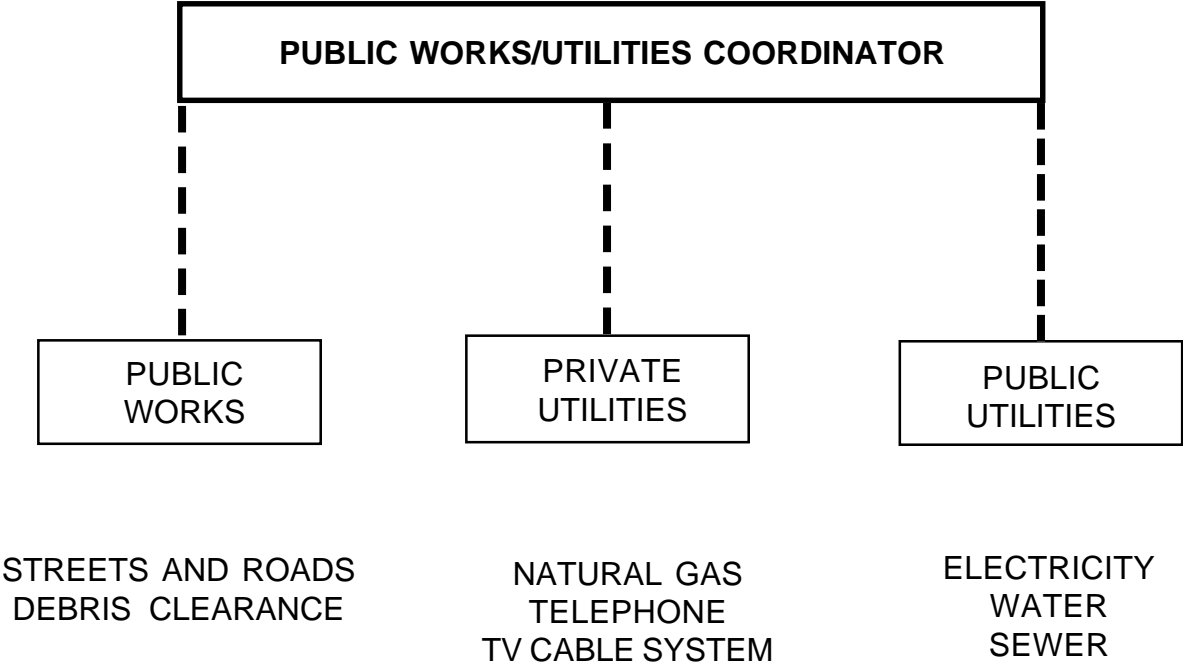 PUBLIC WORKS/UTILITIES COORDINATOR
PUBLIC
WORKS
PRIVATE
UTILITIES
PUBLIC
UTILITIES
STREETS AND ROADS
DEBRIS CLEARANCE
NATURAL GAS
TELEPHONE
TV CABLE SYSTEM
ELECTRICITY
WATER
SEWER